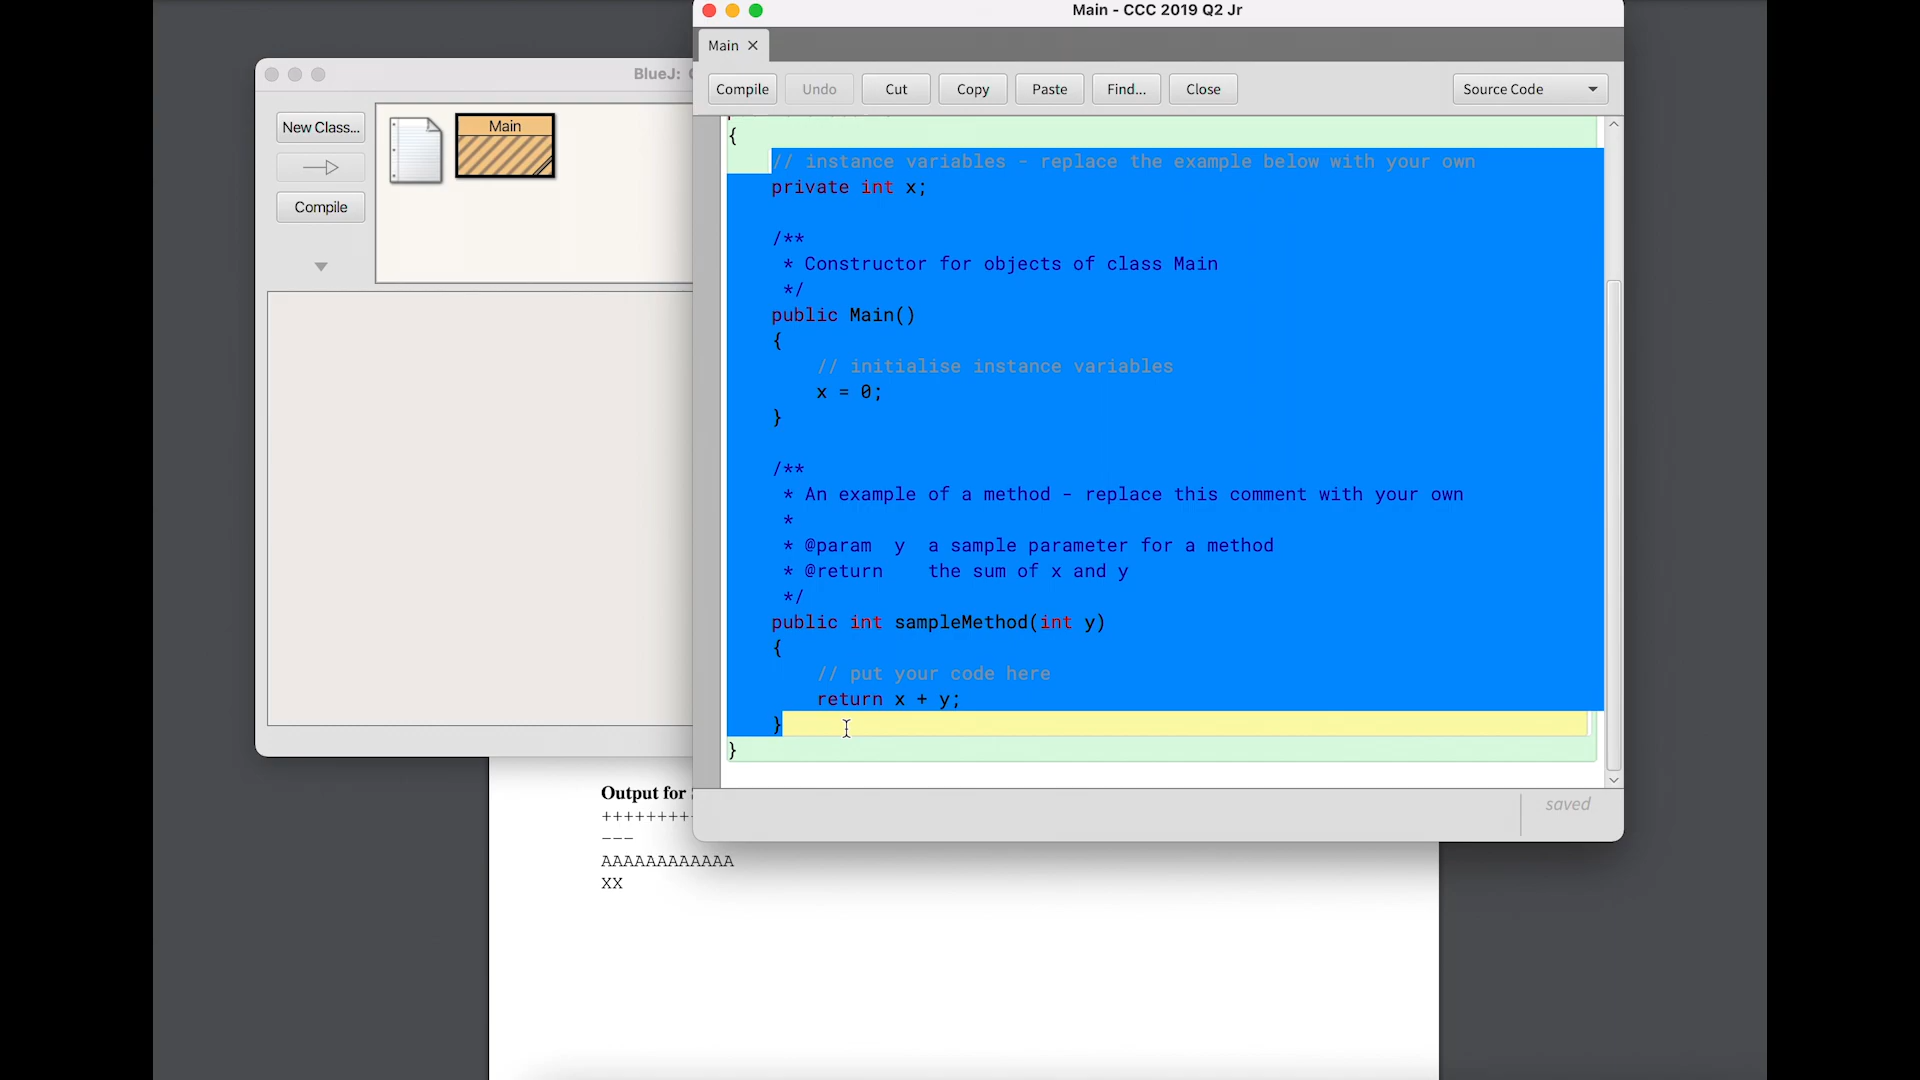 Main - CCC 2019 Q2 Jr
Main
Compile Undo Cut Copy Paste Find... Close Source Code
BlueJ:
New Class...
Compile
Main
{
// instance variables - replace the example below with your own
private int x;
/**
* Constructor for objects of class Main
*/
public Main()
{
// initialise instance variables
x = 0;
}
/**
* An example of a method - replace this comment with your own
*
* @param y a sample parameter for a method
* @return the sum of x and y
*/
public int sampleMethod(int y)
{
// put your code here
return x + y;
}
}
saved
Output for
+++++++++
---
AAAAAAAAAAAA
XX